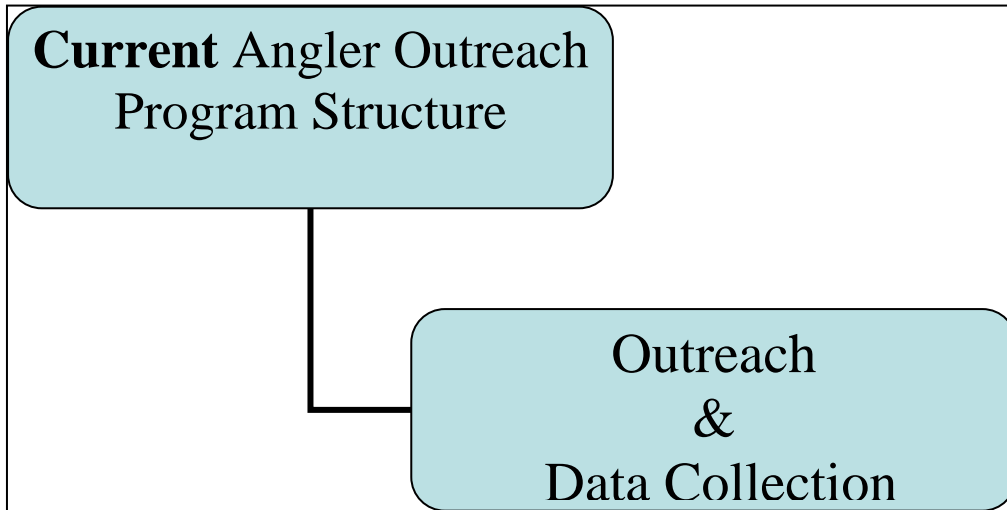 Current Angler Outreach
Program Structure
Outreach
&
Data Collection